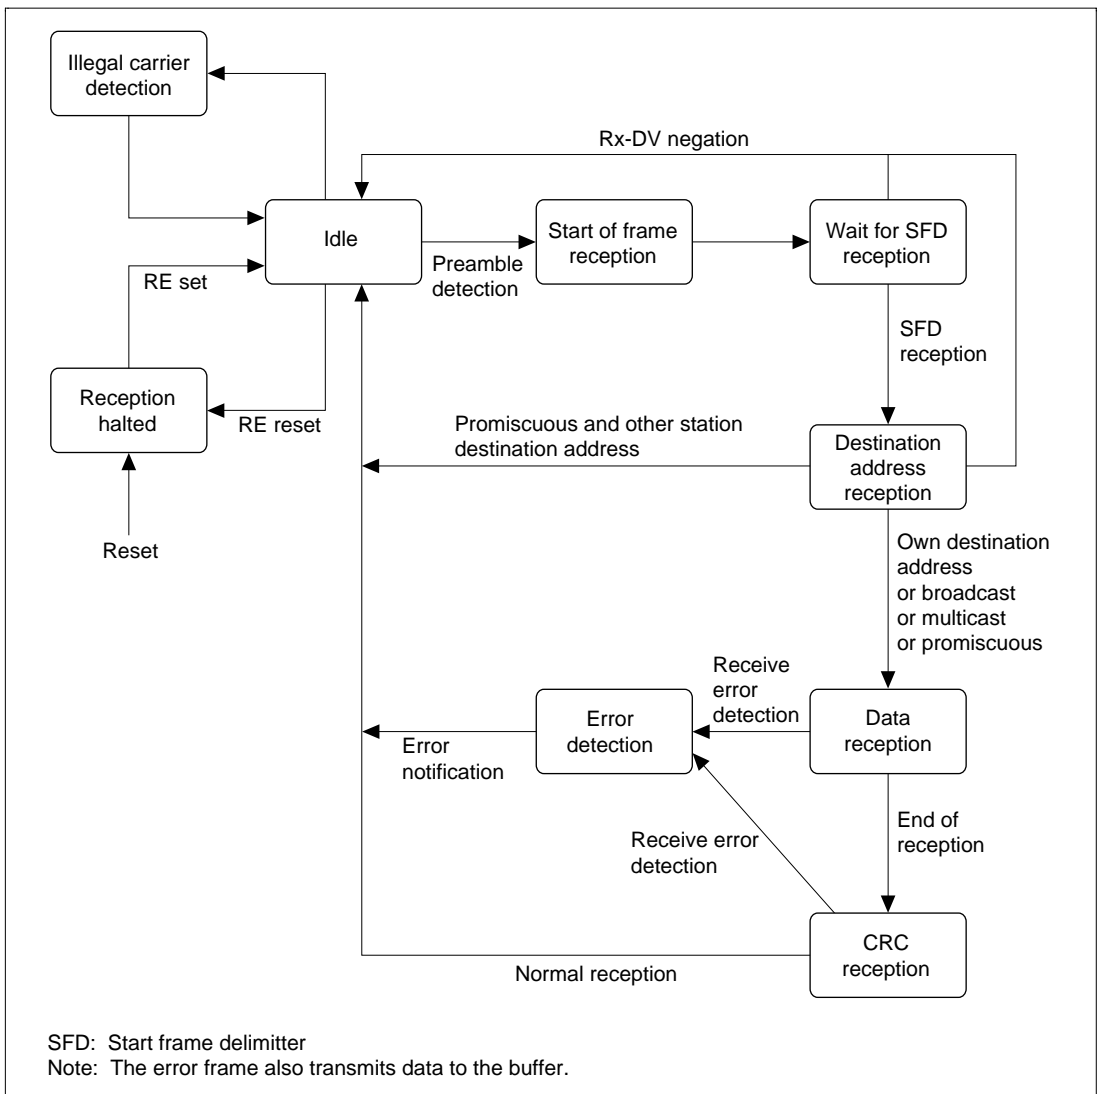 Illegal carrier
detection
Rx-DV negation
Idle
Start of frame
reception
Wait for SFD
reception
Preamble
detection
RE set
SFD
reception
Reception
halted
RE reset
Promiscuous and other station
destination address
Destination
address
reception
Reset
Own destination
address
or broadcast
or multicast
or promiscuous
Receive
error
detection
Error
detection
Data
reception
Error
notification
End of
reception
Receive error
detection
CRC
reception
Normal reception
SFD: Start frame delimitter
Note: The error frame also transmits data to the buffer.